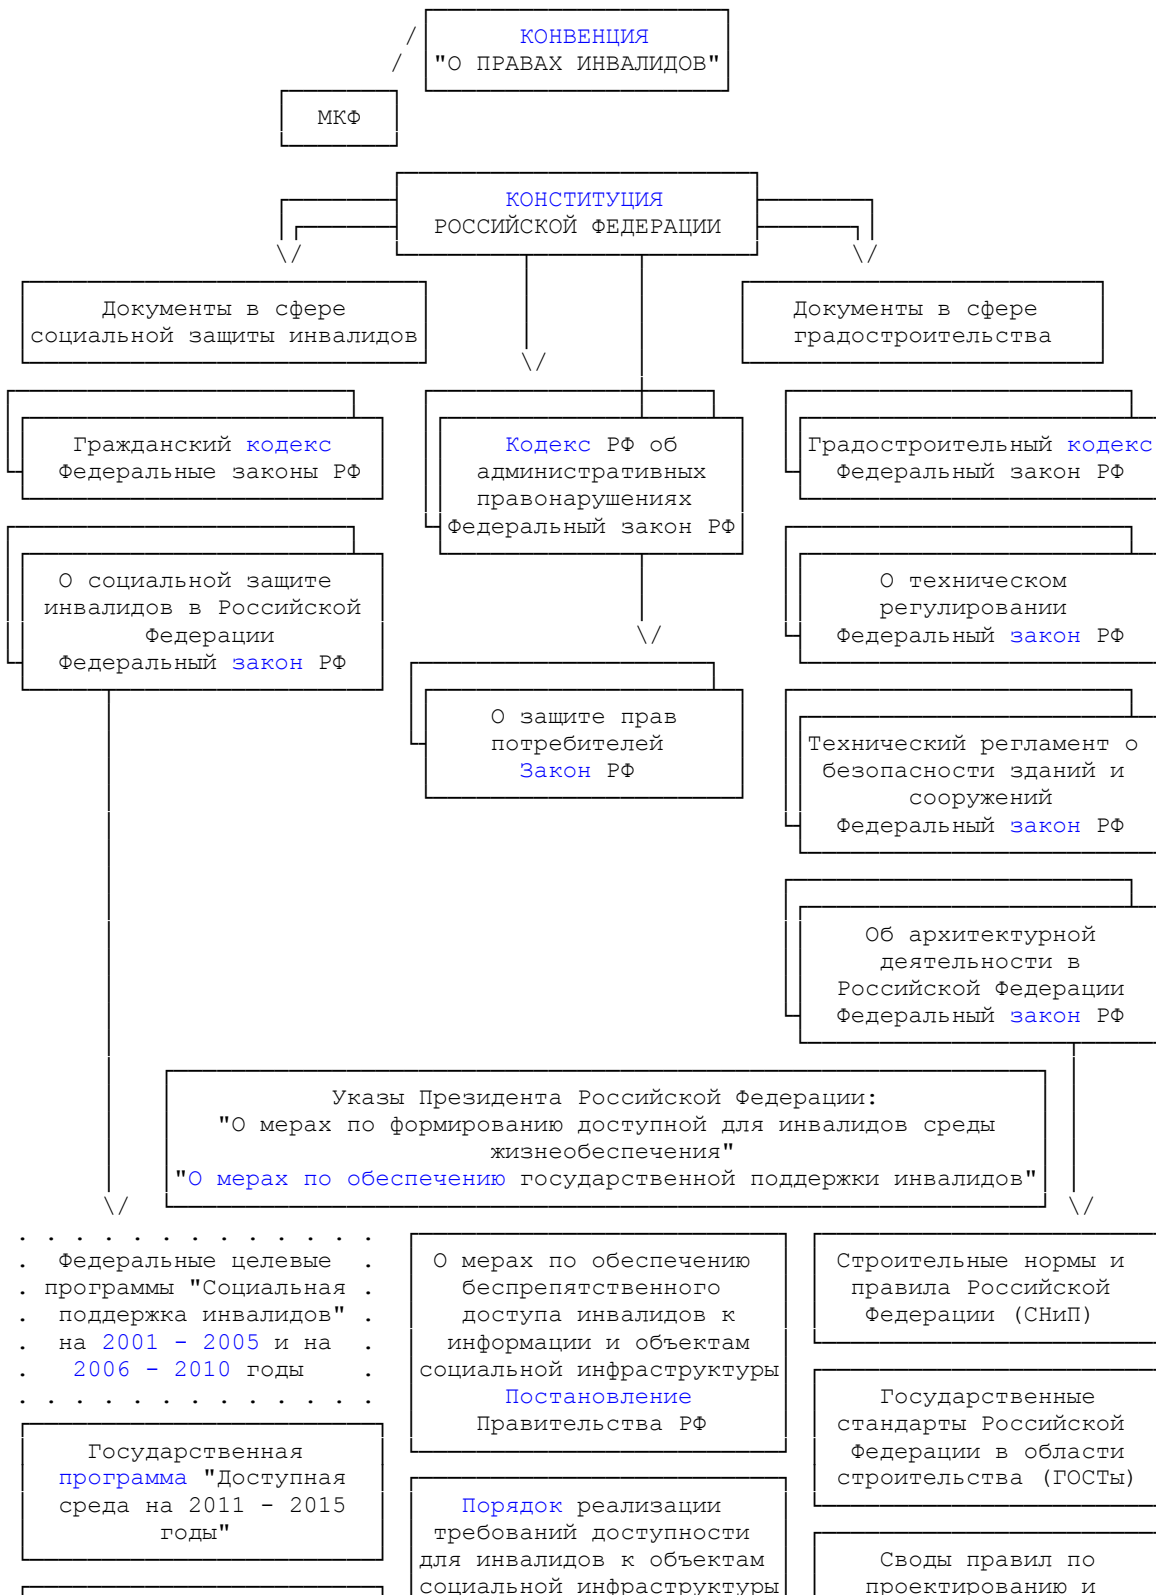 КОНВЕНЦИЯ
"О ПРАВАХ ИНВАЛИДОВ"
МКФ
КОНСТИТУЦИЯ
РОССИЙСКОЙ ФЕДЕРАЦИИ
Документы в сфере
социальной защиты инвалидов
Документы в сфере
градостроительства
Гражданский кодекс
Федеральные законы РФ
Кодекс РФ об
административных
правонарушениях
Федеральный закон РФ
Градостроительный кодекс
Федеральный закон РФ
О социальной защите
инвалидов в Российской
Федерации
Федеральный закон РФ
О техническом
регулировании
Федеральный закон РФ
О защите прав
потребителей
Закон РФ
Технический регламент о
безопасности зданий и
сооружений
Федеральный закон РФ
Об архитектурной
деятельности в
Российской Федерации
Федеральный закон РФ
Указы Президента Российской Федерации:
"О мерах по формированию доступной для инвалидов среды
жизнеобеспечения"
"О мерах по обеспечению государственной поддержки инвалидов"
Федеральные целевые
программы "Социальная
поддержка инвалидов"
на 2001 - 2005 и на
2006 - 2010 годы
О мерах по обеспечению
беспрепятственного
доступа инвалидов к
информации и объектам
социальной инфраструктуры
Постановление
Правительства РФ
Строительные нормы и
правила Российской
Федерации (СНиП)
Государственные
стандарты Российской
Федерации в области
строительства (ГОСТы)
Государственная
программа "Доступная
среда на 2011 - 2015
годы"
Порядок реализации
требований доступности
для инвалидов к объектам
социальной инфраструктуры
Своды правил по
проектированию и